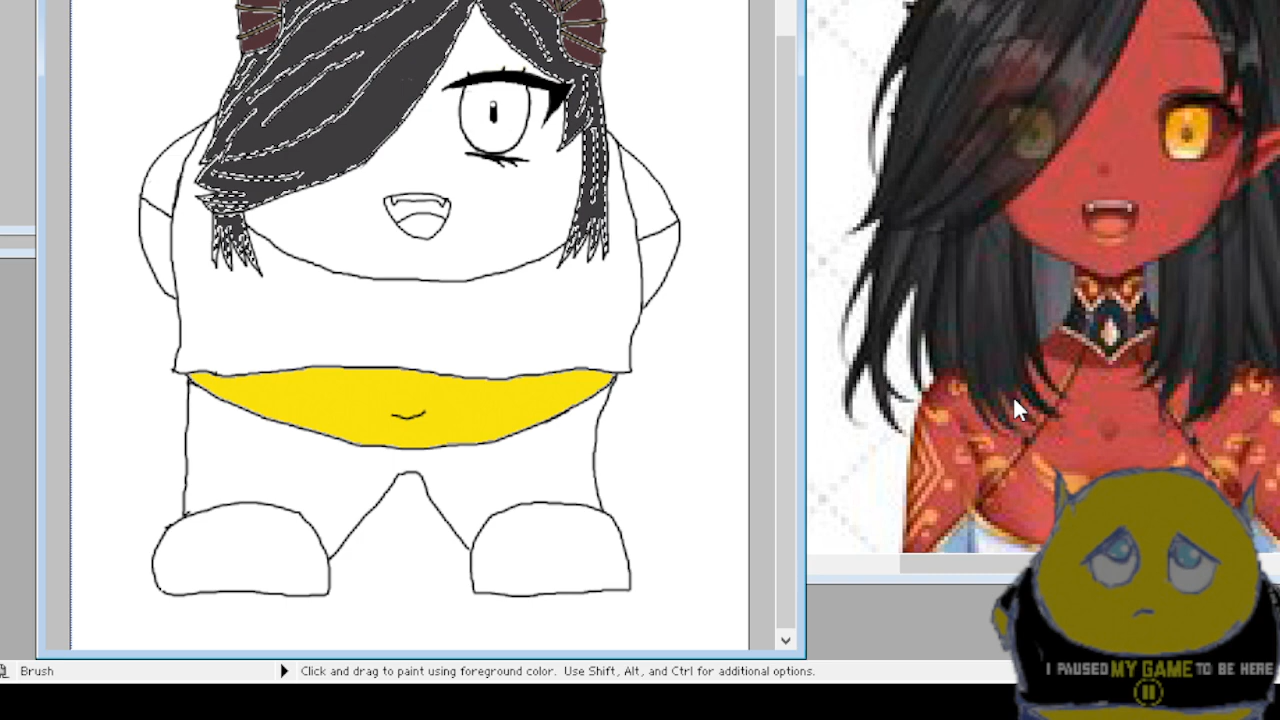 Brush
Click and drag to paint using foreground color. Use Shift, Alt, and Ctrl for additional options.
I PAUSED MY GAME TO BE HERE